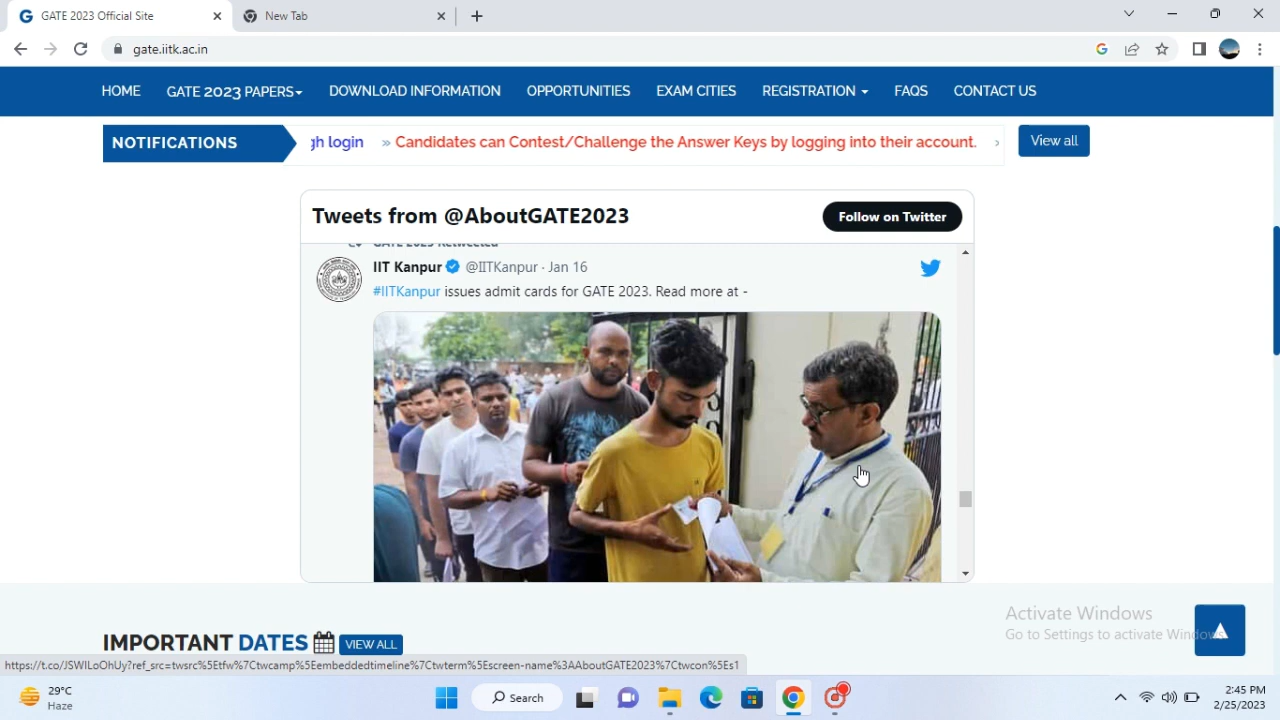 GATE 2023 Official Site
New Tab
gate.iitk.ac.in
HOME
GATE 2023 PAPERS
DOWNLOAD INFORMATION
OPPORTUNITIES
EXAM CITIES
REGISTRATION
FAQS
CONTACT US
NOTIFICATIONS
gh login » Candidates can Contest/Challenge the Answer Keys by logging into their account.
View all
Tweets from @AboutGATE2023
Follow on Twitter
GATE 2023 Retweeted
IIT Kanpur @IITKanpur · Jan 16
#IITKanpur issues admit cards for GATE 2023. Read more at -
IMPORTANT DATES
VIEW ALL
Activate Windows
Go to Settings to activate Windows.
https://t.co/JSWILoOhUy?ref_src=twsrc%5Etfw%7Ctwcamp%5Eembeddedtimeline%7Ctwterm%5Escreen-name%3AAboutGATE2023%7Ctwcon%5Es1
29°C
Haze
Search
2:45 PM
2/25/2023